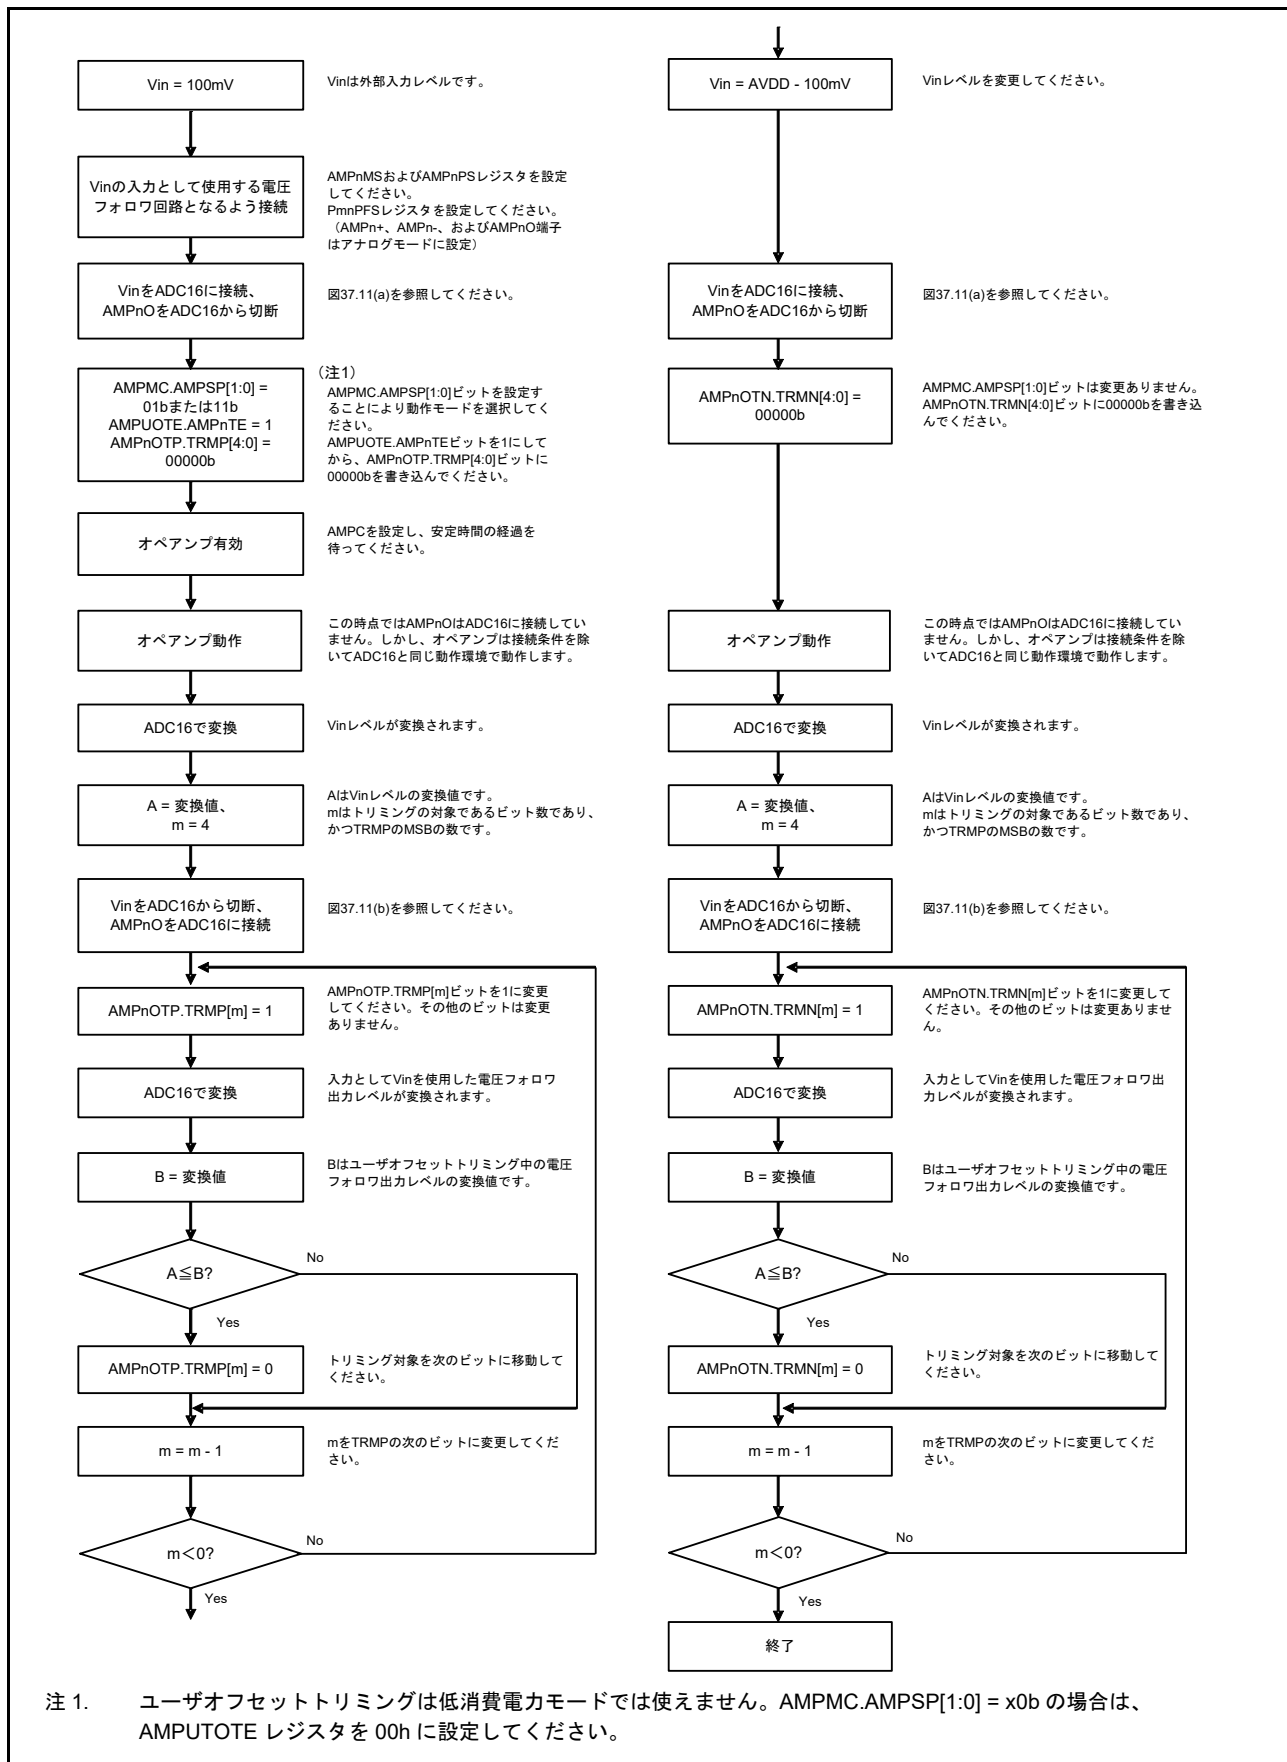 Vin = 100mV
Vinは外部入力レベルです。
Vinの入力として使用する電圧
フォロワ回路となるよう接続
AMPnMSおよびAMPnPSレジスタを設定
してください。
PmnPFSレジスタを設定してください。
（AMPn+、AMPn-、およびAMPnO端子
はアナログモードに設定）
VinをADC16に接続、
AMPnOをADC16から切断
図37.11(a)を参照してください。
AMPMC.AMPSP[1:0] =
01bまたは11b
AMPUOTE.AMPnTE = 1
AMPnOTP.TRMP[4:0] =
00000b
（注1）
AMPMC.AMPSP[1:0]ビットを設定す
ることにより動作モードを選択してく
ださい。
AMPUOTE.AMPnTEビットを1にして
から、AMPnOTP.TRMP[4:0]ビットに
00000bを書き込んでください。
オペアンプ有効
AMPCを設定し、安定時間の経過を
待ってください。
オペアンプ動作
この時点ではAMPnOはADC16に接続してい
ません。しかし、オペアンプは接続条件を除
いてADC16と同じ動作環境で動作します。
ADC16で変換
Vinレベルが変換されます。
A = 変換値、
m = 4
AはVinレベルの変換値です。
mはトリミングの対象であるビット数であり、
かつTRMPのMSBの数です。
VinをADC16から切断、
AMPnOをADC16に接続
図37.11(b)を参照してください。
AMPnOTP.TRMP[m] = 1
AMPnOTP.TRMP[m]ビットを1に変更
してください。その他のビットは変更
ありません。
ADC16で変換
入力としてVinを使用した電圧フォロワ
出力レベルが変換されます。
B = 変換値
Bはユーザオフセットトリミング中の電圧
フォロワ出力レベルの変換値です。
A≦B?
No
Yes
AMPnOTP.TRMP[m] = 0
トリミング対象を次のビットに移動して
ください。
m = m - 1
mをTRMPの次のビットに変更してくだ
さい。
m＜0?
No
Yes
Vin = AVDD - 100mV
Vinレベルを変更してください。
VinをADC16に接続、
AMPnOをADC16から切断
図37.11(a)を参照してください。
AMPnOTN.TRMN[4:0] =
00000b
AMPMC.AMPSP[1:0]ビットは変更ありません。
AMPnOTN.TRMN[4:0]ビットに00000bを書き込
んでください。
オペアンプ動作
この時点ではAMPnOはADC16に接続してい
ません。しかし、オペアンプは接続条件を除
いてADC16と同じ動作環境で動作します。
ADC16で変換
Vinレベルが変換されます。
A = 変換値、
m = 4
AはVinレベルの変換値です。
mはトリミングの対象であるビット数であり、
かつTRMPのMSBの数です。
VinをADC16から切断、
AMPnOをADC16に接続
図37.11(b)を参照してください。
AMPnOTN.TRMN[m] = 1
AMPnOTN.TRMN[m]ビットを1に変更して
ください。その他のビットは変更ありませ
ん。
ADC16で変換
入力としてVinを使用した電圧フォロワ出
力レベルが変換されます。
B = 変換値
Bはユーザオフセットトリミング中の電圧
フォロワ出力レベルの変換値です。
A≦B?
No
Yes
AMPnOTN.TRMN[m] = 0
トリミング対象を次のビットに移動して
ください。
m = m - 1
mをTRMPの次のビットに変更してくだ
さい。
m＜0?
No
Yes
終了
注 1. ユーザオフセットトリミングは低消費電力モードでは使えません。AMPMC.AMPSP[1:0] = x0b の場合は、
AMPUTOTE レジスタを 00h に設定してください。